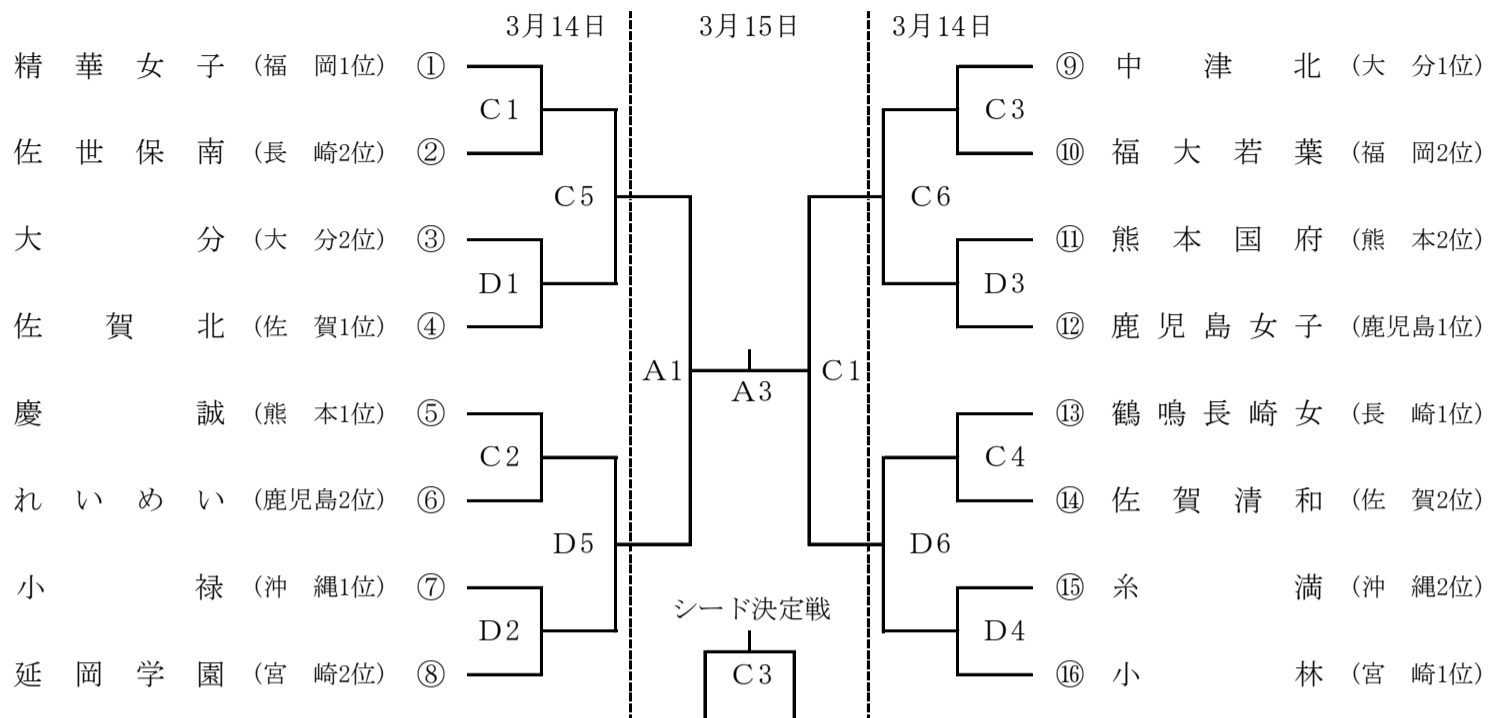 3月14日 3月15日 3月14日
精華女子 (福岡1位) ① ⑨ 中津北 (大分1位)
C1 C3
佐世保南 (長崎2位) ② ⑩ 福大若葉 (福岡2位)
C5 C6
大分 (大分2位) ③ ⑪ 熊本国府 (熊本2位)
D1 D3
佐賀北 (佐賀1位) ④ ⑫ 鹿児島女子 (鹿児島1位)
A1 A3 C1
慶誠 (熊本1位) ⑤ ⑬ 鶴鳴長崎女 (長崎1位)
C2 C4
れいめい (鹿児島2位) ⑥ ⑭ 佐賀清和 (佐賀2位)
D5 D6
小禄 (沖縄1位) ⑦ ⑮ 糸満 (沖縄2位)
シード決定戦
D2 D4
延岡学園 (宮崎2位) ⑧ C3 ⑯ 小林 (宮崎1位)